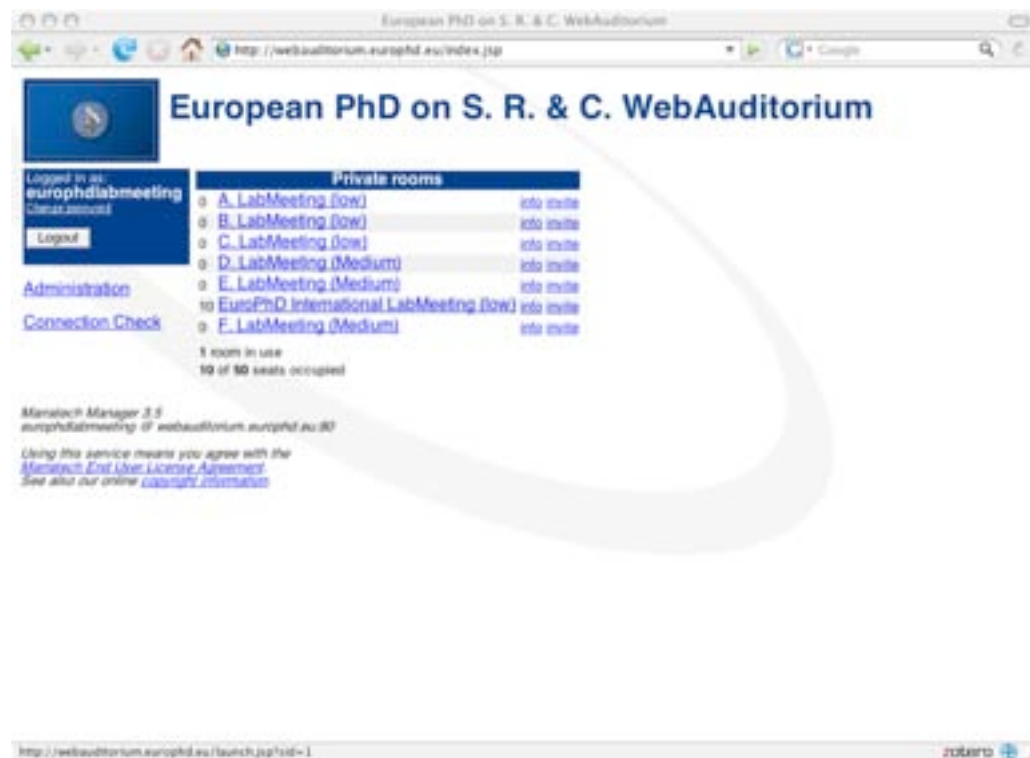 European PhD on S. R. & C. WebAuditorium
http://webauditorium.europhd.eu/index.jsp
Google
European PhD on S. R. & C. WebAuditorium
Logged in as:
europhdlabmeeting
Change password
Logout
Administration
Connection Check
Private rooms
0 A. LabMeeting (low) info invite
0 B. LabMeeting (low) info invite
0 C. LabMeeting (low) info invite
0 D. LabMeeting (Medium) info invite
0 E. LabMeeting (Medium) info invite
10 EuroPhD International LabMeeting (low) info invite
0 F. LabMeeting (Medium) info invite
1 room in use
10 of 50 seats occupied
Marratech Manager 3.5
europhdlabmeeting @ webauditorium.europhd.eu:80
Using this service means you agree with the
Marratech End User License Agreement.
See also our online copyright information
http://webauditorium.europhd.eu/launch.jsp?sid=1
zotero